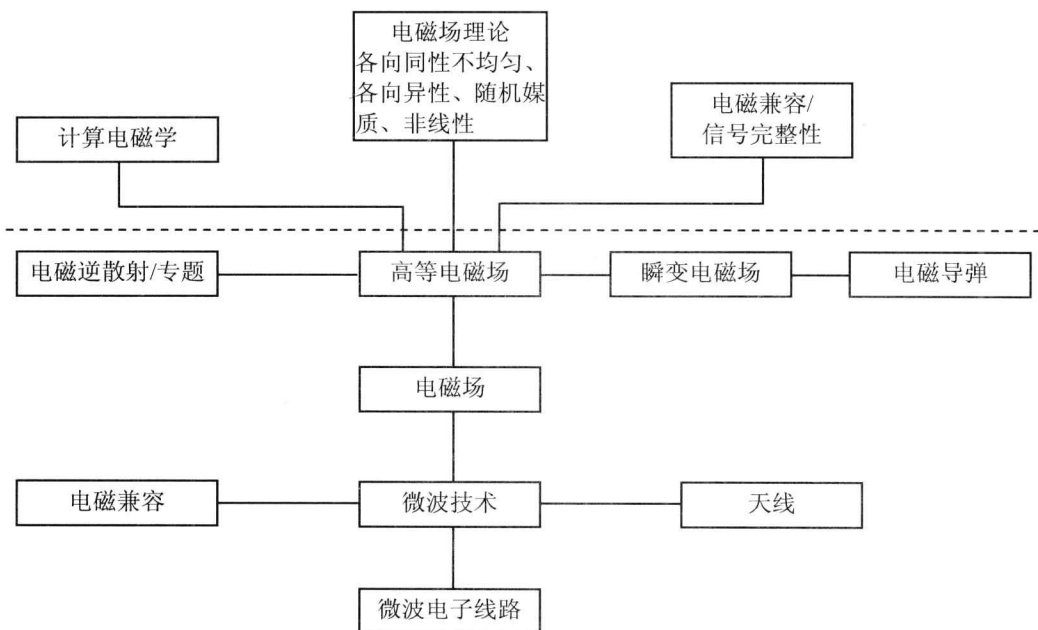 电磁场理论
各向同性不均匀、
各向异性、随机媒
质、非线性
电磁兼容/
信号完整性
计算电磁学
电磁逆散射/专题
高等电磁场
瞬变电磁场
电磁导弹
电磁场
电磁兼容
微波技术
天线
微波电子线路